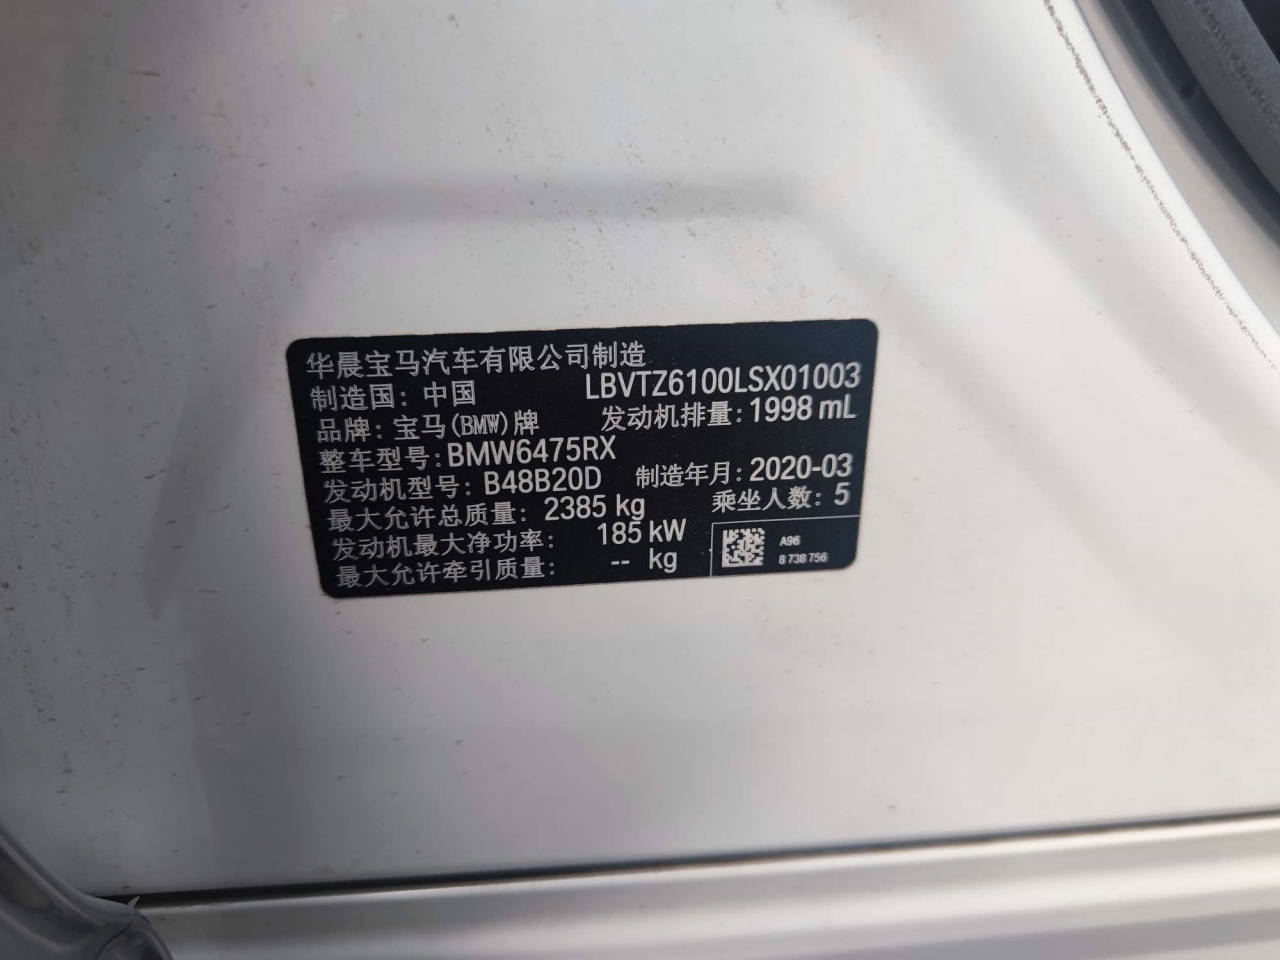 华晨宝马汽车有限公司制造
制造国: 中国 LBVTZ6100LSX01003
品牌: 宝马(BMW)牌 发动机排量: 1998 mL
整车型号: BMW6475RX
发动机型号: B48B20D 制造年月: 2020-03
最大允许总质量: 2385 kg 乘坐人数: 5
发动机最大净功率: 185 kW
最大允许牵引质量: -- kg
A96
8 738 756